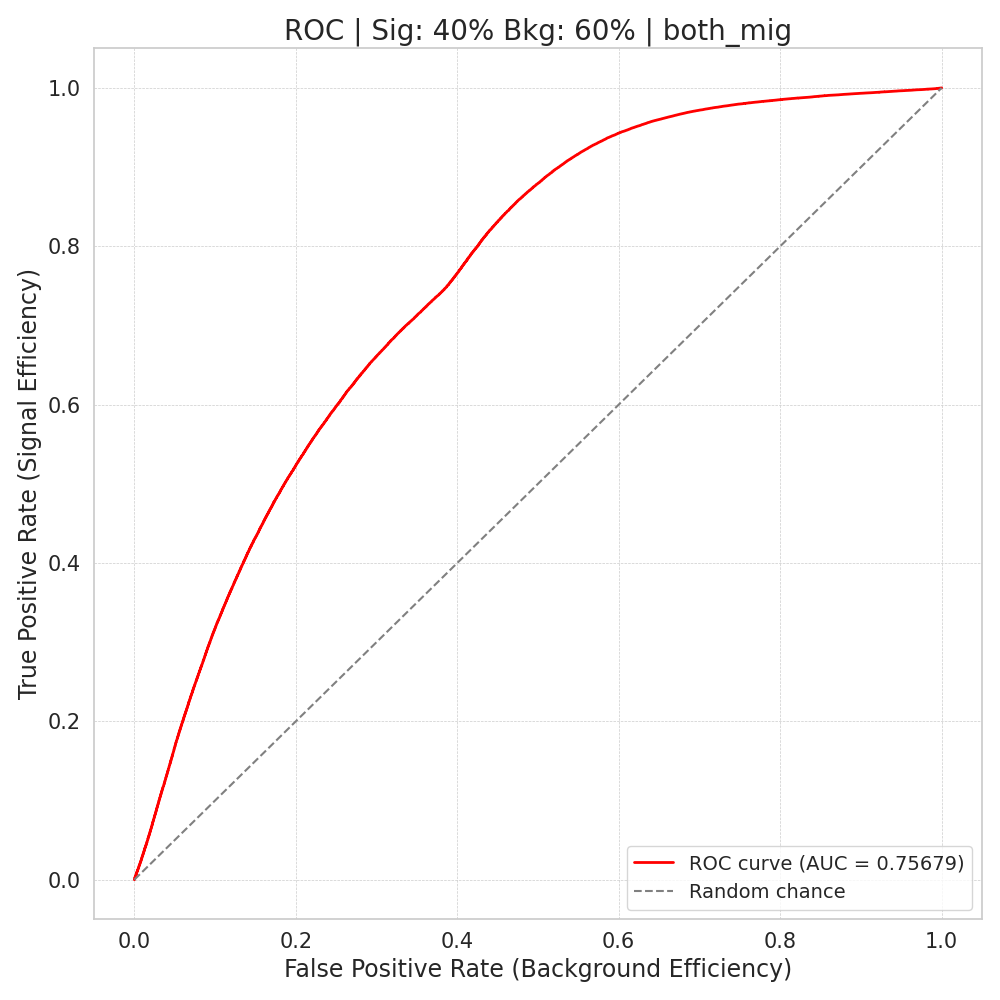 ROC | Sig: 40% Bkg: 60% | both_mig
True Positive Rate (Signal Efficiency)
1.0
0.8
0.6
0.4
0.2
0.0
ROC curve (AUC = 0.75679)
Random chance
0.0 0.2 0.4 0.6 0.8 1.0
False Positive Rate (Background Efficiency)